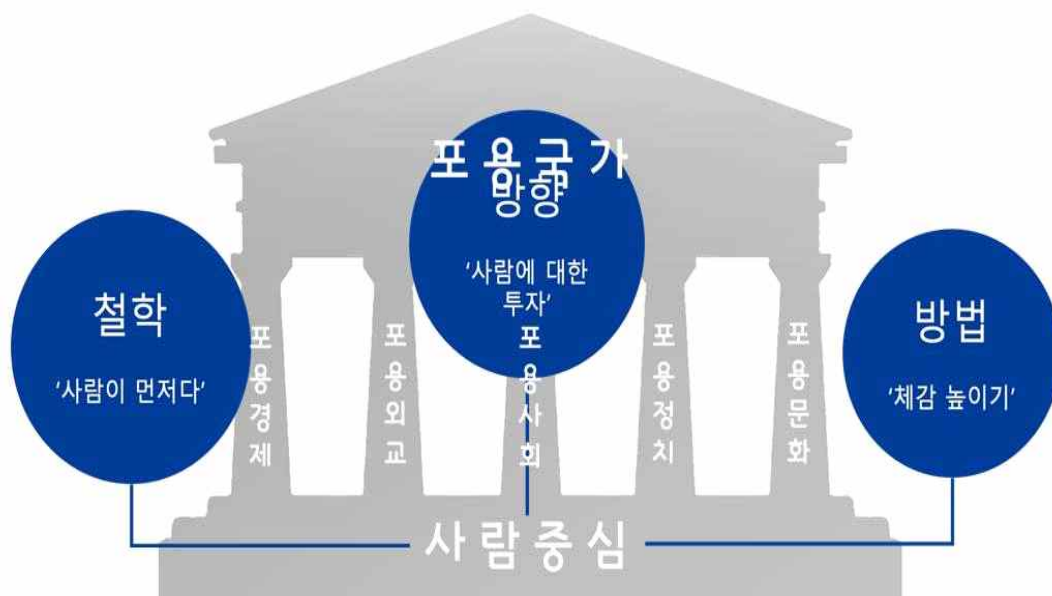 포용국가
방향
'사람에 대한
투자'
철학
'사람이 먼저다'
방법
'체감 높이기'
포용경제
포용외교
포용사회
포용정치
포용문화
사람중심